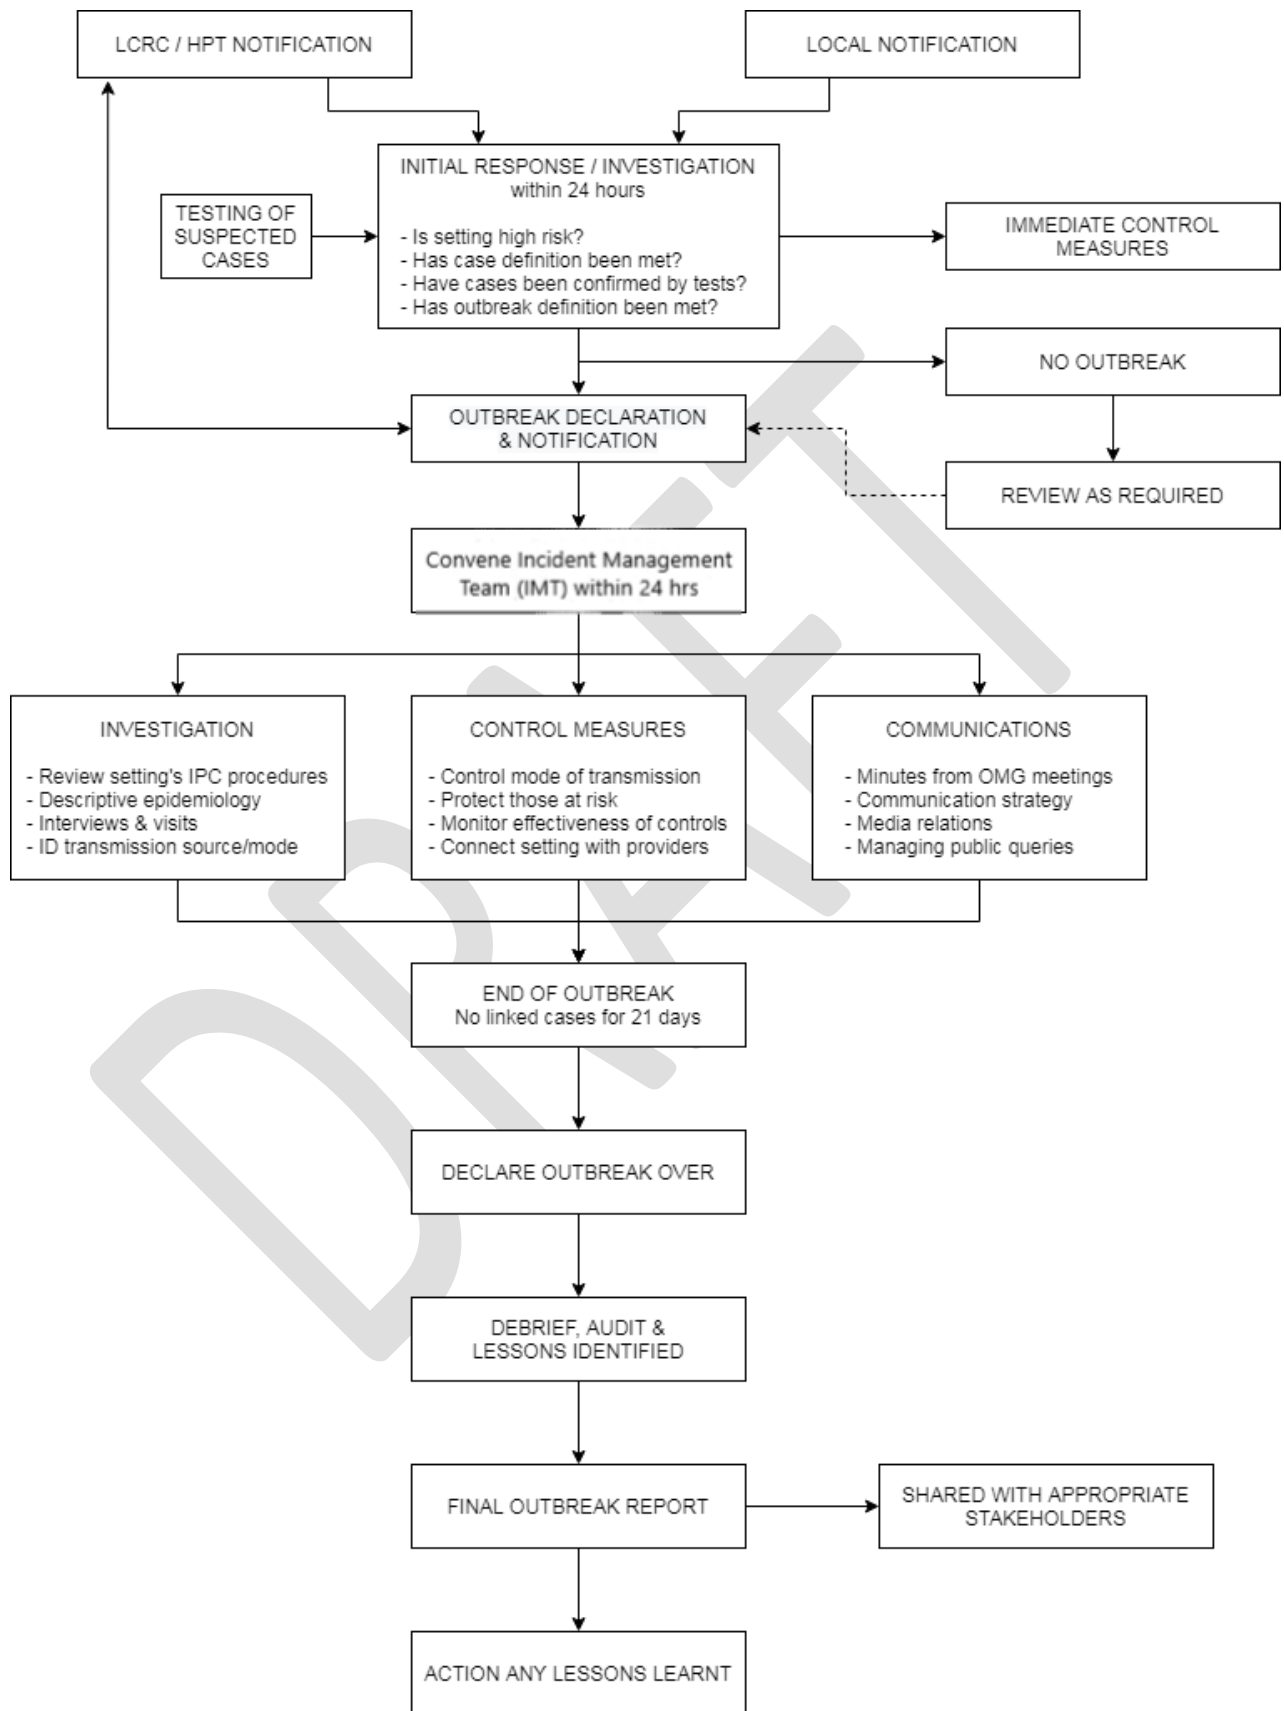 LCRC / HPT NOTIFICATION
LOCAL NOTIFICATION
INITIAL RESPONSE / INVESTIGATION
within 24 hours
- Is setting high risk?
- Has case definition been met?
- Have cases been confirmed by tests?
- Has outbreak definition been met?
TESTING OF
SUSPECTED
CASES
IMMEDIATE CONTROL
MEASURES
NO OUTBREAK
OUTBREAK DECLARATION
& NOTIFICATION
REVIEW AS REQUIRED
Convene Incident Management
Team (IMT) within 24 hrs
INVESTIGATION
- Review setting's IPC procedures
- Descriptive epidemiology
- Interviews & visits
- ID transmission source/mode
CONTROL MEASURES
- Control mode of transmission
- Protect those at risk
- Monitor effectiveness of controls
- Connect setting with providers
COMMUNICATIONS
- Minutes from OMG meetings
- Communication strategy
- Media relations
- Managing public queries
END OF OUTBREAK
No linked cases for 21 days
DECLARE OUTBREAK OVER
DEBRIEF, AUDIT &
LESSONS IDENTIFIED
FINAL OUTBREAK REPORT
SHARED WITH APPROPRIATE
STAKEHOLDERS
ACTION ANY LESSONS LEARNT
DRAFT